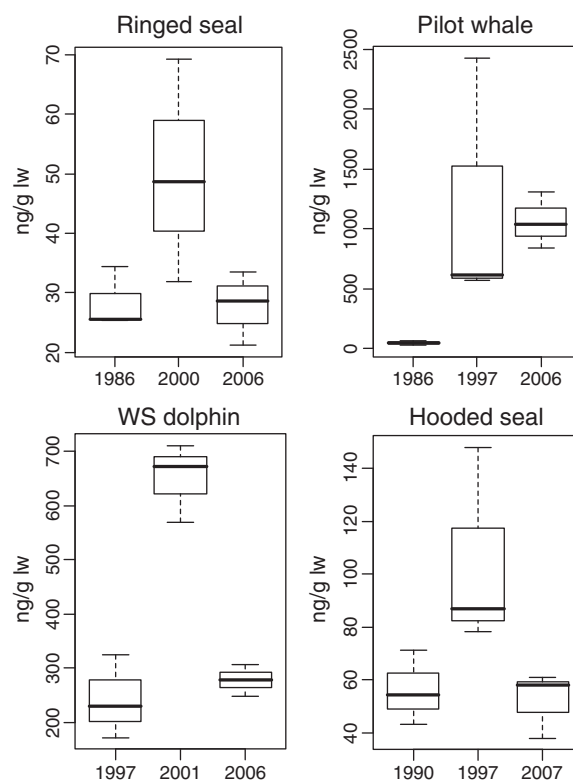 Ringed seal
70
60
50
40
30
20
ng/g lw
1986 2000 2006
Pilot whale
2500
1500
1000
500
0
ng/g lw
1986 1997 2006
WS dolphin
700
600
500
400
300
200
ng/g lw
1997 2001 2006
Hooded seal
140
120
100
80
60
40
ng/g lw
1990 1997 2007